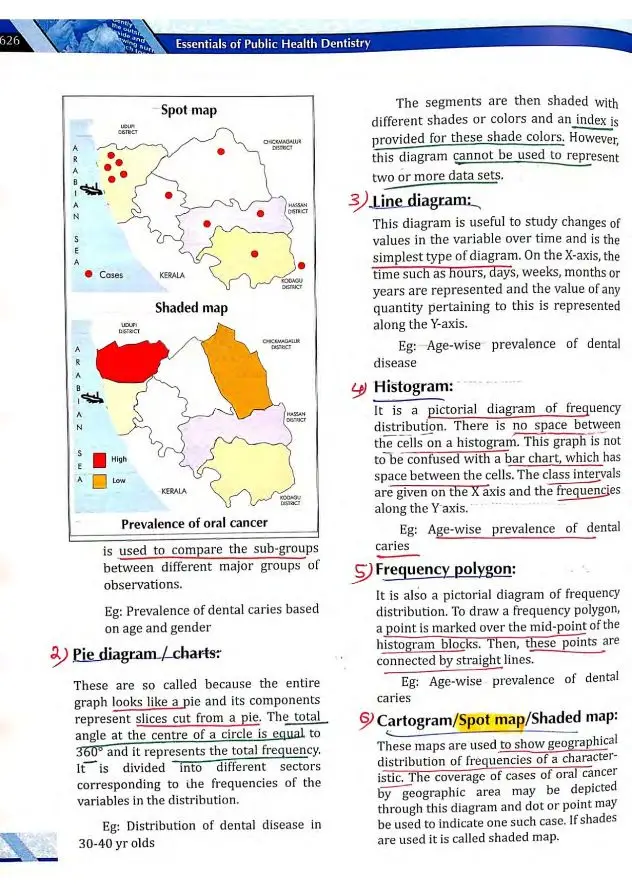 626
Essentials of Public Health Dentistry
Spot map
UDUPI
DISTRICT
CHICKMAGALUR
DISTRICT
HASSAN
DISTRICT
KODAGU
DISTRICT
A
R
A
B
I
A
N
S
E
A
Cases
KERALA
Shaded map
UDUPI
DISTRICT
CHICKMAGALUR
DISTRICT
HASSAN
DISTRICT
KODAGU
DISTRICT
A
R
A
B
I
A
N
S
E
A
High
Low
KERALA
Prevalence of oral cancer
is used to compare the sub-groups
between different major groups of
observations.
Eg: Prevalence of dental caries based
on age and gender
2) Pie diagram / charts:
These are so called because the entire
graph looks like a pie and its components
represent slices cut from a pie. The total
angle at the centre of a circle is equal to
360° and it represents the total frequency.
It is divided into different sectors
corresponding to the frequencies of the
variables in the distribution.
Eg: Distribution of dental disease in
30-40 yr olds
The segments are then shaded with
different shades or colors and an index is
provided for these shade colors. However,
this diagram cannot be used to represent
two or more data sets.
3) Line diagram:
This diagram is useful to study changes of
values in the variable over time and is the
simplest type of diagram. On the X-axis, the
time such as hours, days, weeks, months or
years are represented and the value of any
quantity pertaining to this is represented
along the Y-axis.
Eg: Age-wise prevalence of dental
disease
4) Histogram:
It is a pictorial diagram of frequency
distribution. There is no space between
the cells on a histogram. This graph is not
to be confused with a bar chart, which has
space between the cells. The class intervals
are given on the X axis and the frequencies
along the Y axis.
Eg: Age-wise prevalence of dental
caries
5) Frequency polygon:
It is also a pictorial diagram of frequency
distribution. To draw a frequency polygon,
a point is marked over the mid-point of the
histogram blocks. Then, these points are
connected by straight lines.
Eg: Age-wise prevalence of dental
caries
6) Cartogram/Spot map/Shaded map:
These maps are used to show geographical
distribution of frequencies of a character-
istic. The coverage of cases of oral cancer
by geographic area may be depicted
through this diagram and dot or point may
be used to indicate one such case. If shades
are used it is called shaded map.